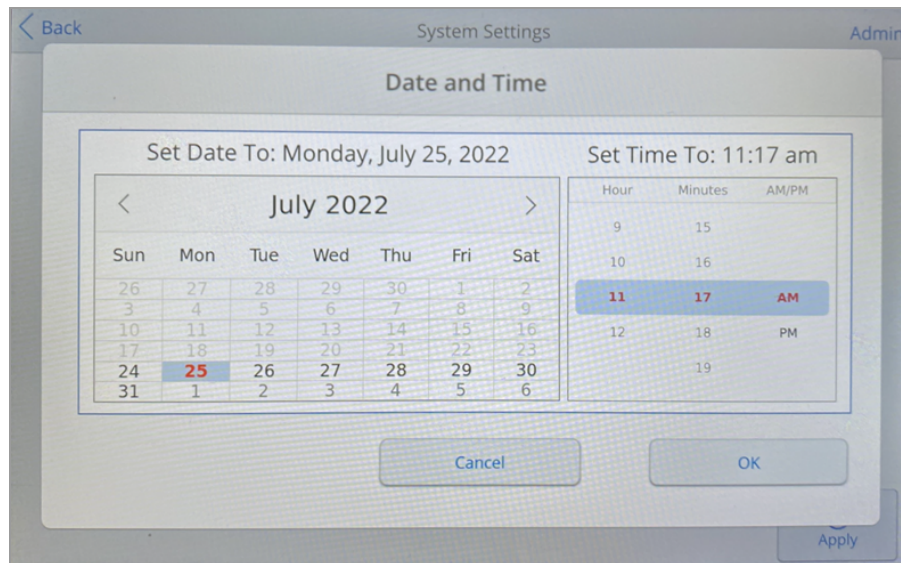 Back
System Settings
Admin
Date and Time
Set Date To: Monday, July 25, 2022
Set Time To: 11:17 am
July 2022
Sun Mon Tue Wed Thu Fri Sat
26 27 28 29 30 1 2
3 4 5 6 7 8 9
10 11 12 13 14 15 16
17 18 19 20 21 22 23
24 25 26 27 28 29 30
31 1 2 3 4 5 6
Hour Minutes AM/PM
9 15
10 16
11 17 AM
12 18 PM
19
Cancel
OK
Apply